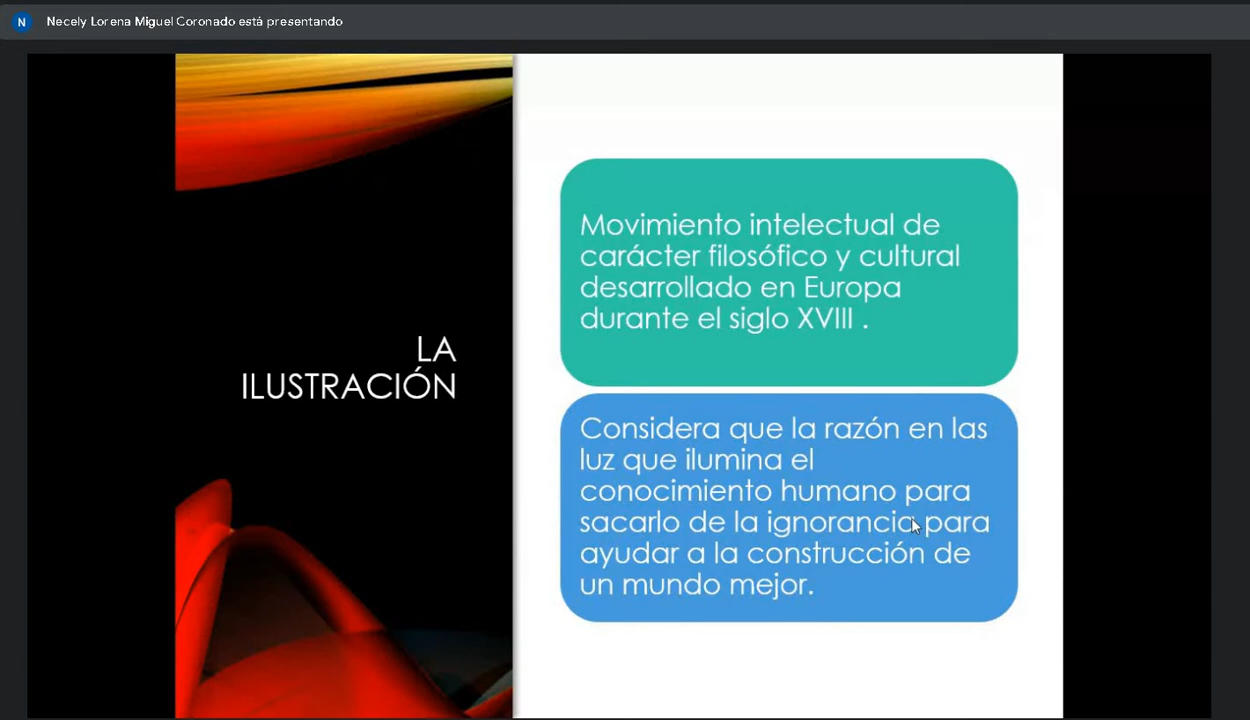 N
Necely Lorena Miguel Coronado está presentando
LA
ILUSTRACIÓN
Movimiento intelectual de
carácter filosófico y cultural
desarrollado en Europa
durante el siglo XVIII .
Considera que la razón en las
luz que ilumina el
conocimiento humano para
sacarlo de la ignorancia para
ayudar a la construcción de
un mundo mejor.